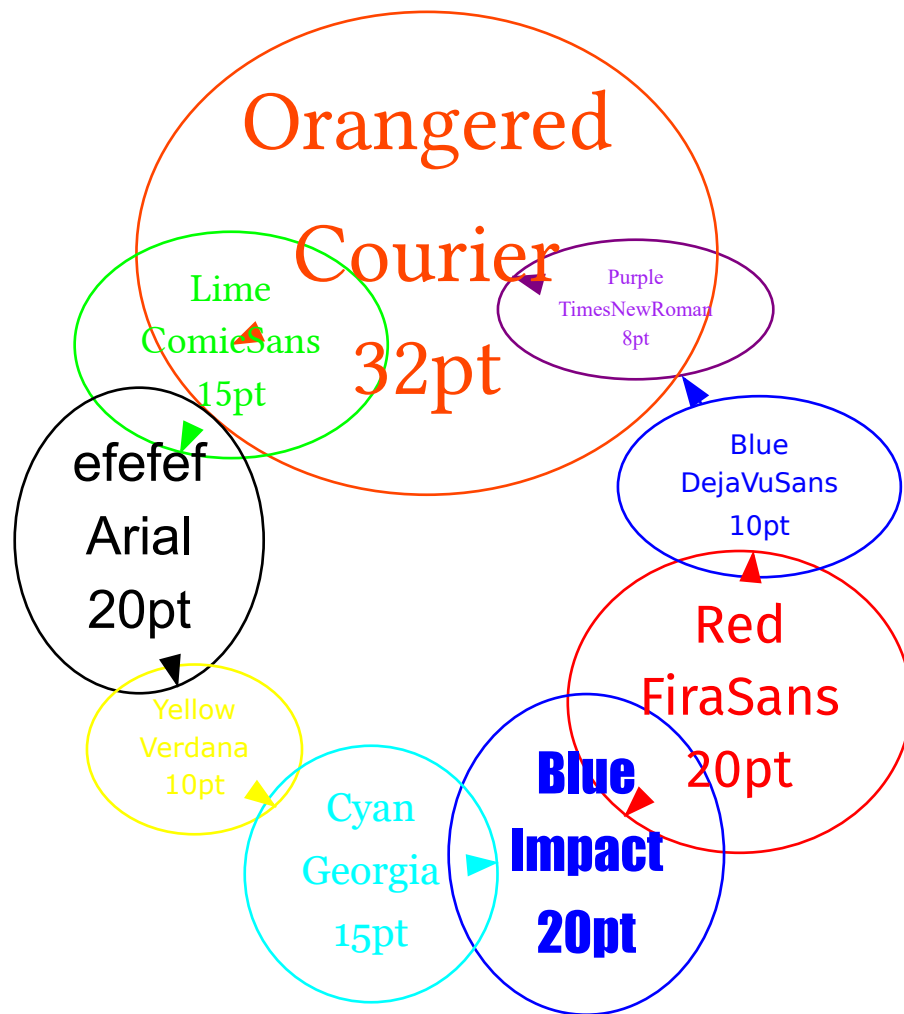 Orangered
Courier
32pt
Lime
ComicSans
15pt
Purple
TimesNewRoman
8pt
efefef
Arial
20pt
Blue
DejaVuSans
10pt
Red
FiraSans
20pt
Yellow
Verdana
10pt
Cyan
Georgia
15pt
Blue
Impact
20pt